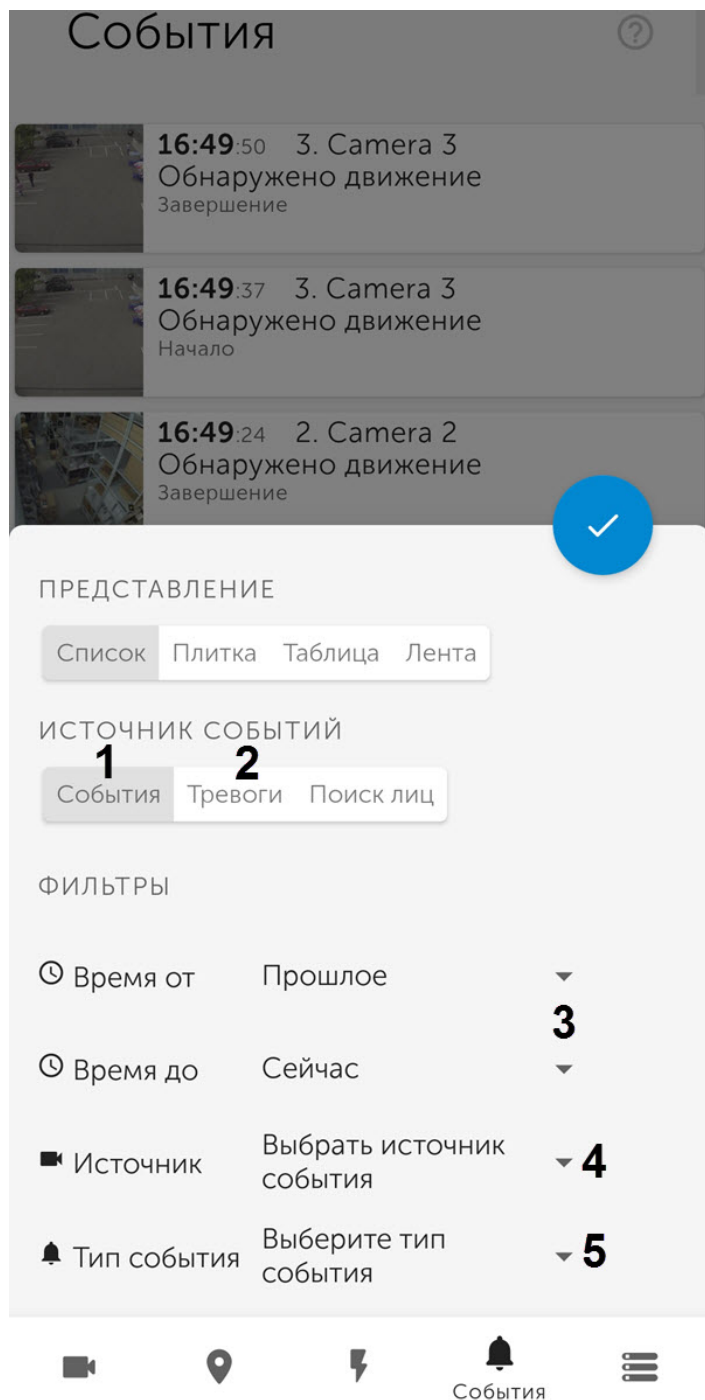 События
16:49:50 3. Camera 3
Обнаружено движение
Завершение
16:49:37 3. Camera 3
Обнаружено движение
Начало
16:49:24 2. Camera 2
Обнаружено движение
Завершение
ПРЕДСТАВЛЕНИЕ
Список Плитка Таблица Лента
ИСТОЧНИК СОБЫТИЙ
1 2
События Тревоги Поиск лиц
ФИЛЬТРЫ
Время от Прошлое
3
Время до Сейчас
Источник Выбрать источник
события 4
Тип события Выберите тип
события 5
События